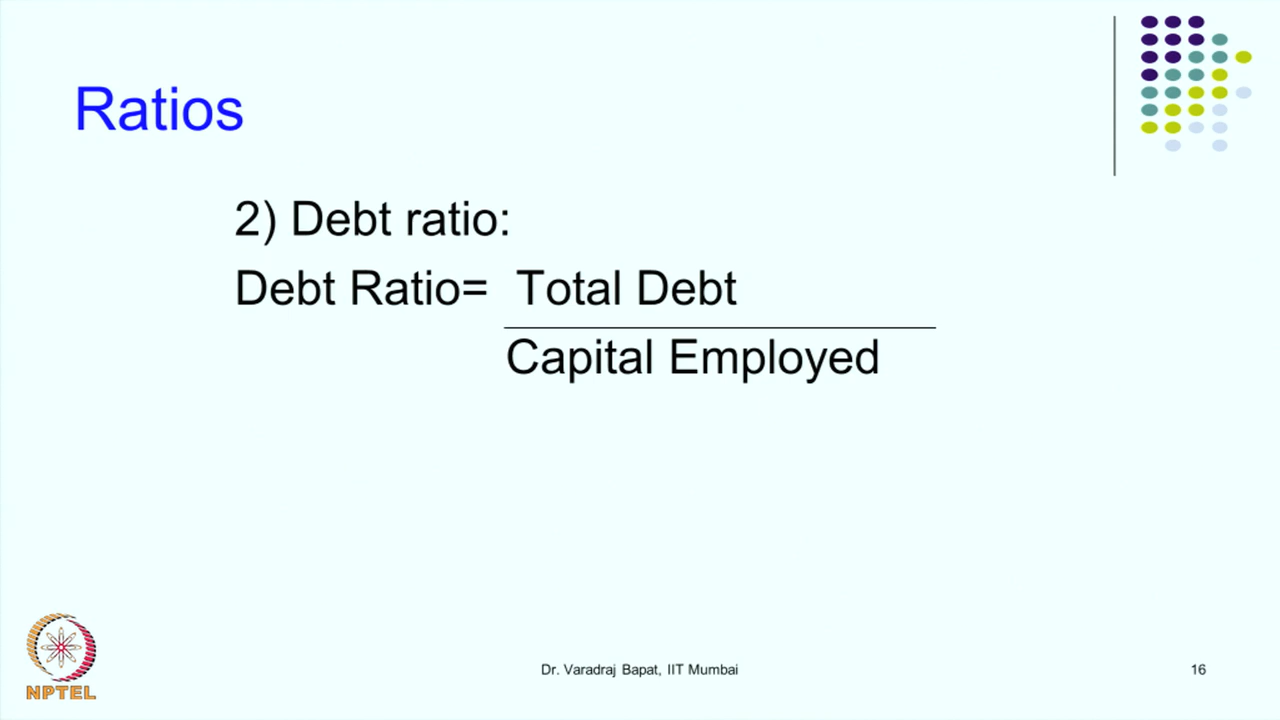 Ratios
2) Debt ratio:
Debt Ratio= Total Debt
Capital Employed
NPTEL
Dr. Varadraj Bapat, IIT Mumbai
16